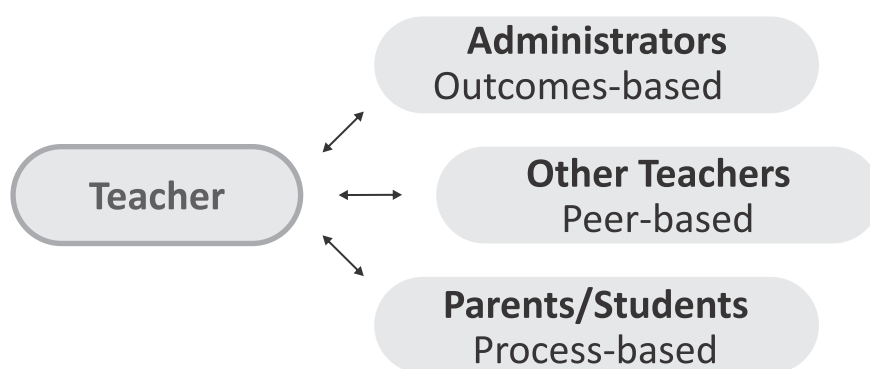 Administrators
Outcomes-based
Teacher
Other Teachers
Peer-based
Parents/Students
Process-based